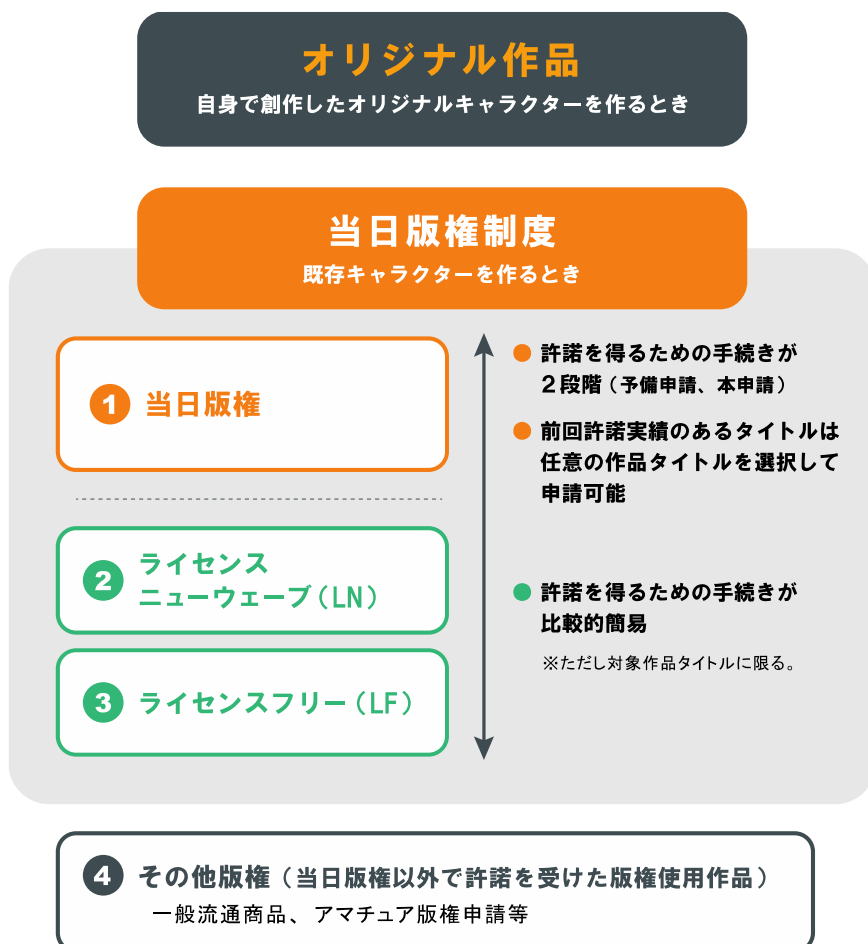 オリジナル作品
自身で創作したオリジナルキャラクターを作るとき
当日版権制度
既存キャラクターを作るとき
1 当日版権
● 許諾を得るための手続きが
2段階(予備申請、本申請)
● 前回許諾実績のあるタイトルは
任意の作品タイトルを選択して
申請可能
2 ライセンス
ニューウェーブ(LN)
3 ライセンスフリー(LF)
● 許諾を得るための手続きが
比較的簡易
※ただし対象作品タイトルに限る。
4 その他版権(当日版権以外で許諾を受けた版権使用作品)
一般流通商品、アマチュア版権申請等